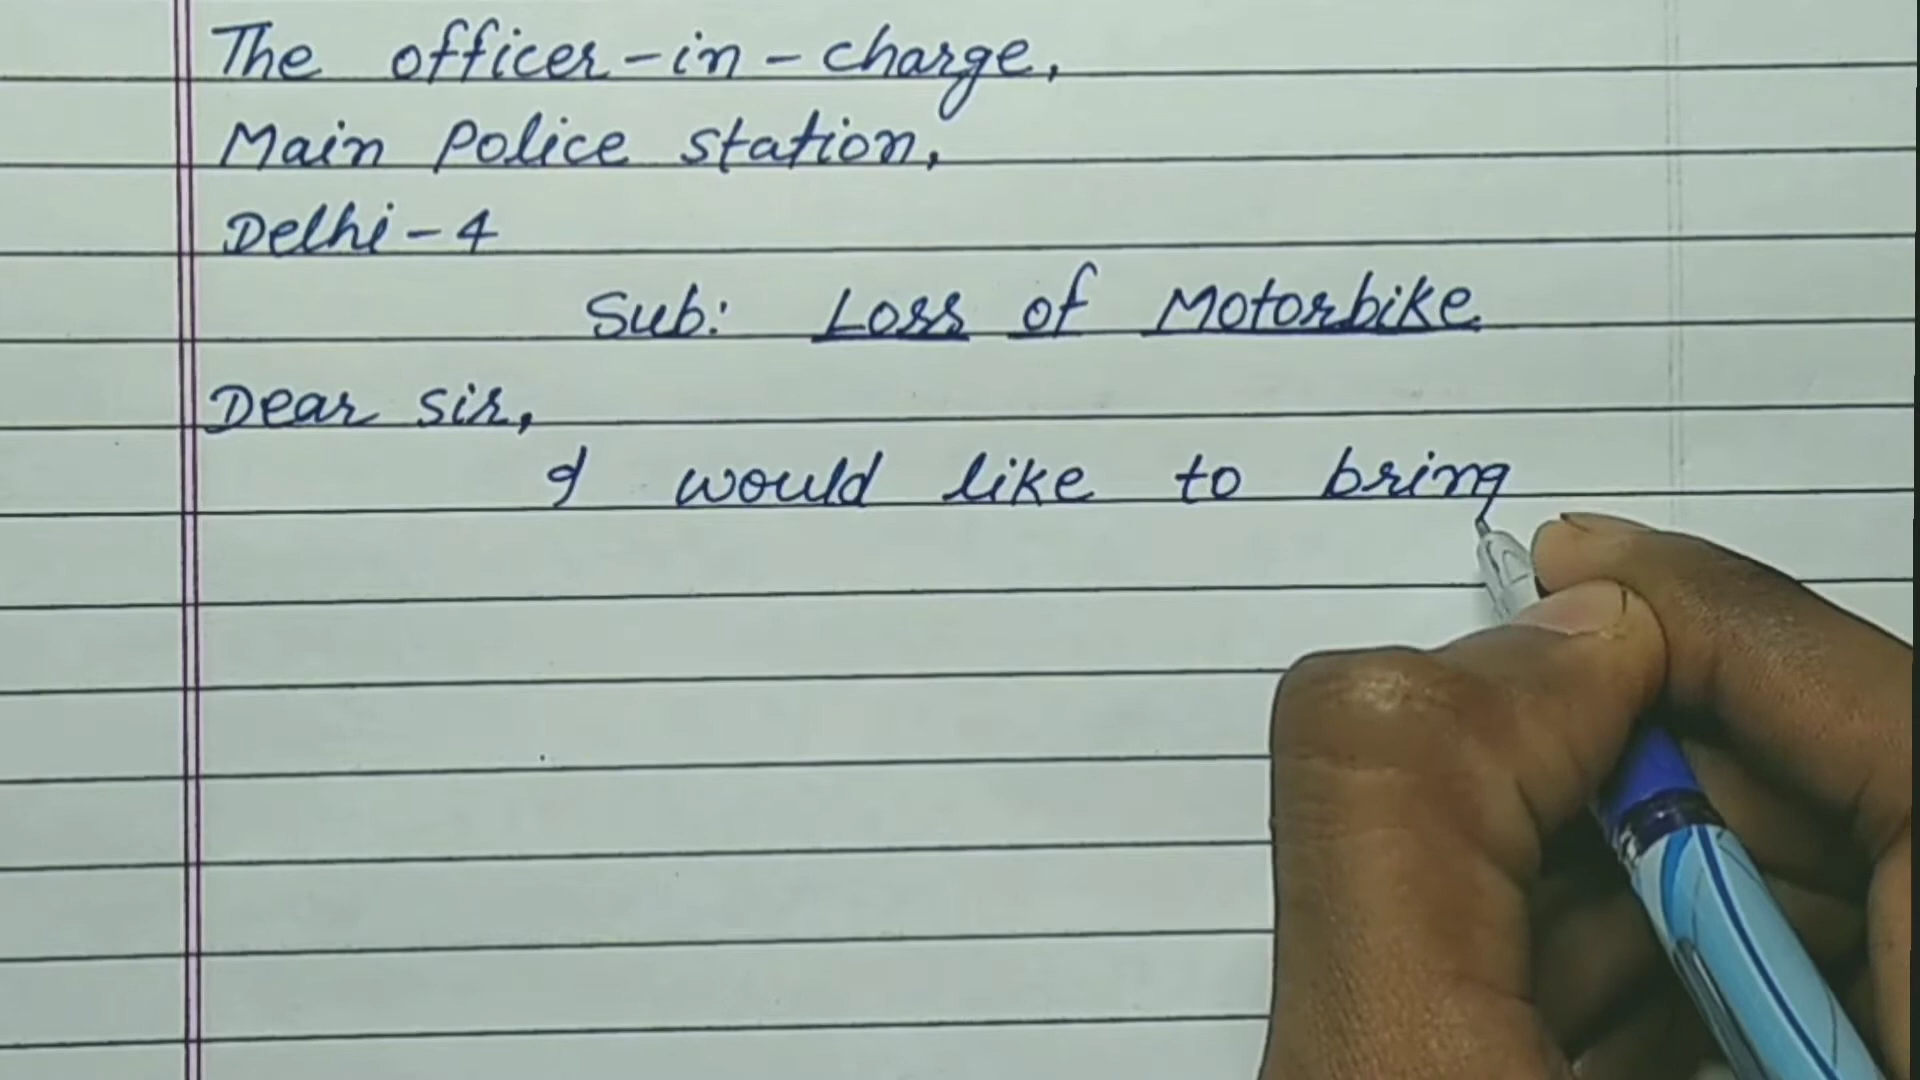 The officer-in-charge,
Main Police station,
Delhi-4
Sub: Loss of Motorbike
Dear sir,
I would like to bring